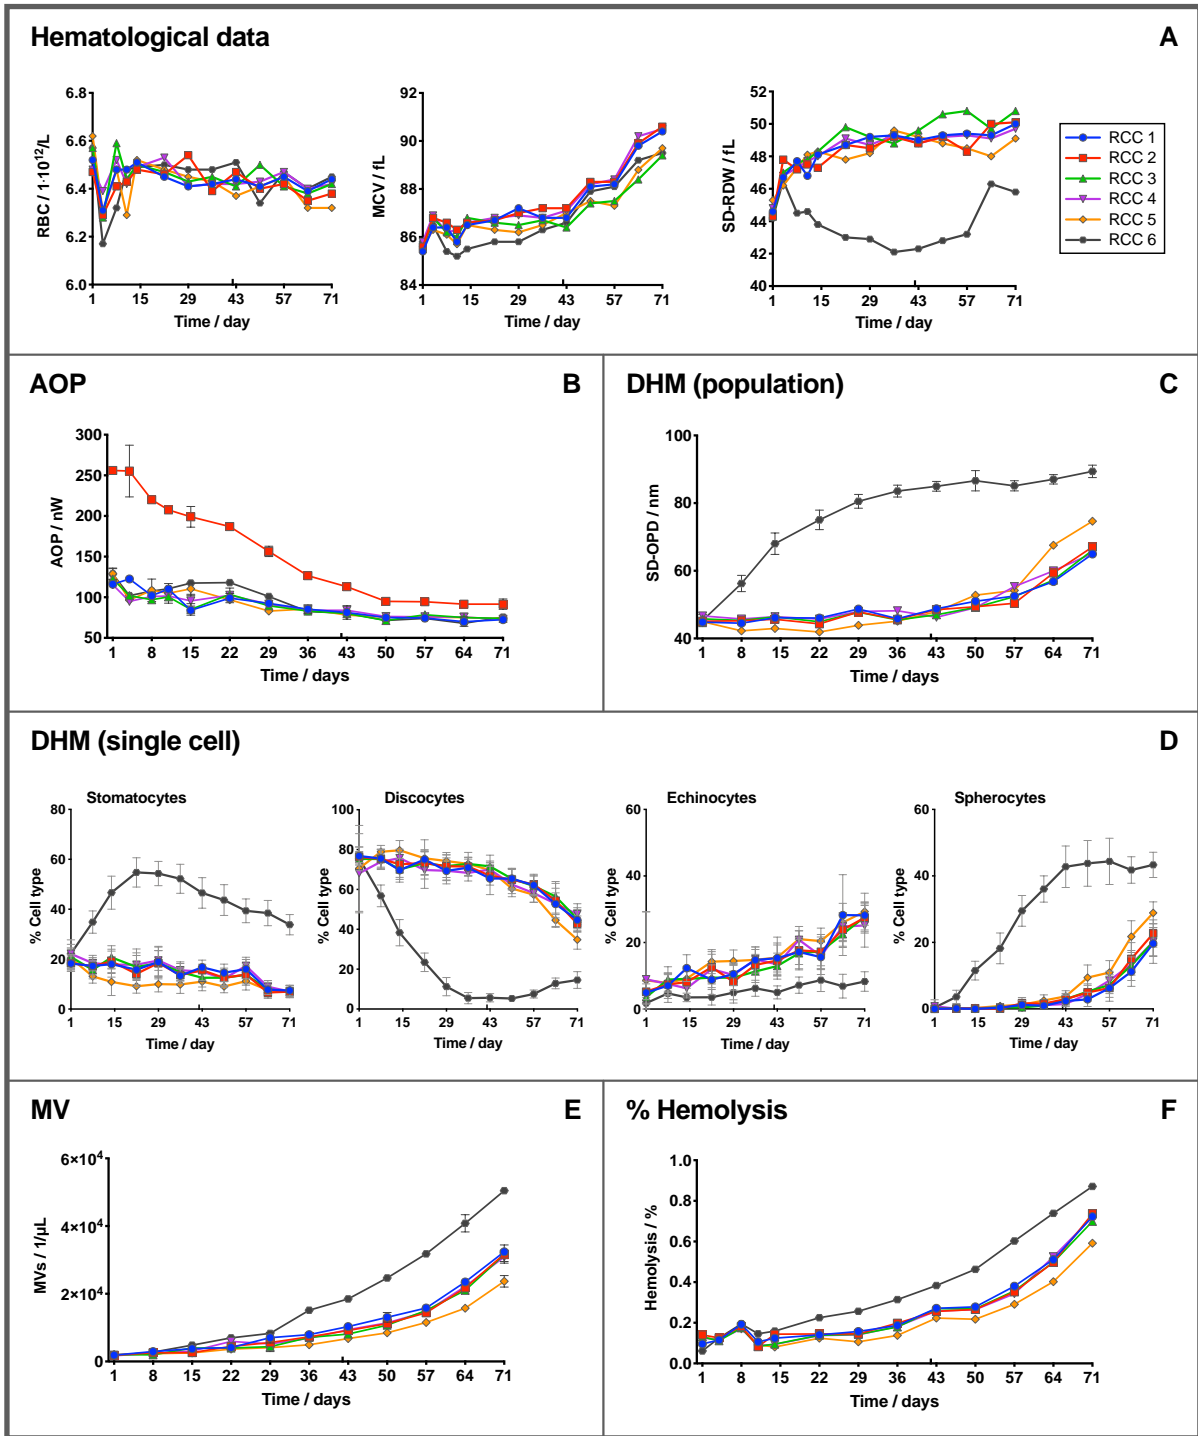 Hematological data
A
RBC / 1·10¹²/L
6.8
6.6
6.4
6.2
6.0
1 15 29 43 57 71
Time / day
MCV / fL
92
90
88
86
84
1 15 29 43 57 71
Time / day
SD-RDW / fL
52
50
48
46
44
42
40
1 15 29 43 57 71
Time / day
RCC 1
RCC 2
RCC 3
RCC 4
RCC 5
RCC 6
AOP
B
AOP / nW
300
250
200
150
100
50
1 8 15 22 29 36 43 50 57 64 71
Time / days
DHM (population)
C
SD-OPD / nm
100
80
60
40
1 8 15 22 29 36 43 50 57 64 71
Time / days
DHM (single cell)
D
Stomatocytes
% Cell type
80
60
40
20
0
1 15 29 43 57 71
Time / day
Discocytes
% Cell type
100
80
60
40
20
0
1 15 29 43 57 71
Time / day
Echinocytes
% Cell type
60
40
20
0
1 15 29 43 57 71
Time / day
Spherocytes
% Cell type
60
40
20
0
1 15 29 43 57 71
Time / day
MV
E
MVs / 1/µL
6×10⁴
4×10⁴
2×10⁴
0
1 8 15 22 29 36 43 50 57 64 71
Time / days
% Hemolysis
F
Hemolysis / %
1.0
0.8
0.6
0.4
0.2
0.0
1 8 15 22 29 36 43 50 57 64 71
Time / days